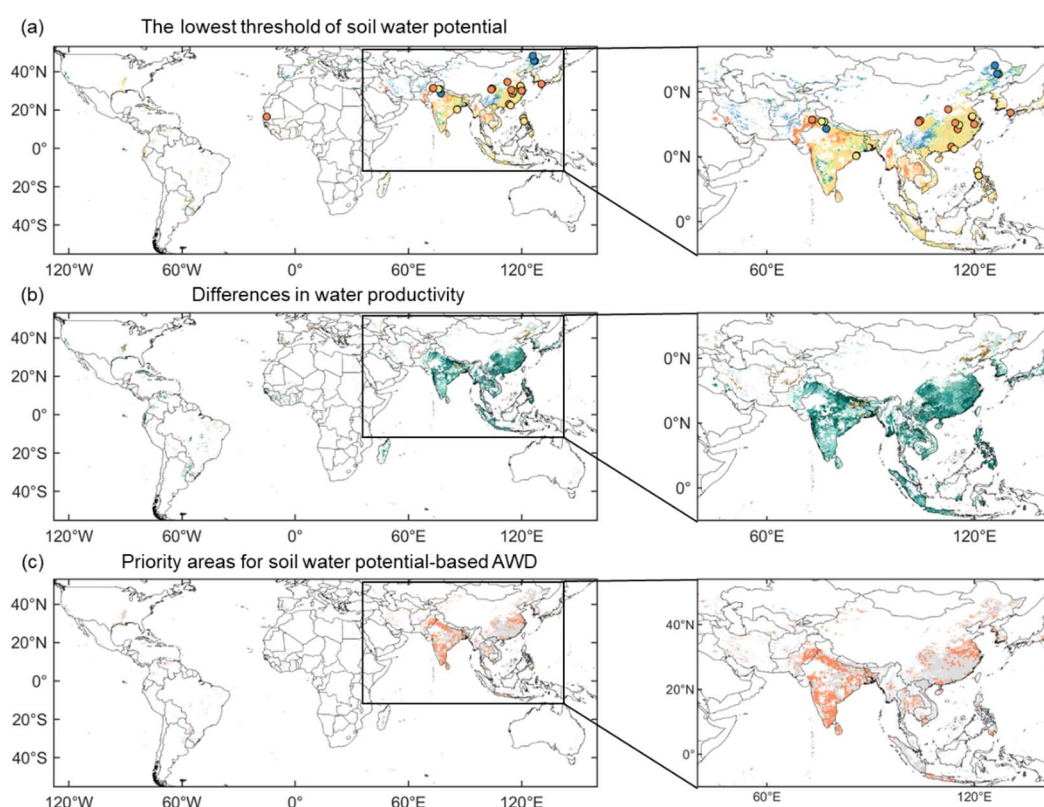 (a) The lowest threshold of soil water potential
40°N
20°N
0°
20°S
40°S
120°W 60°W 0° 60°E 120°E
0°N
0°N
0°
60°E 120°E
(b) Differences in water productivity
40°N
20°N
0°
20°S
40°S
120°W 60°W 0° 60°E 120°E
0°N
0°N
0°
60°E 120°E
(c) Priority areas for soil water potential-based AWD
40°N
20°N
0°
20°S
40°S
120°W 60°W 0° 60°E 120°E
40°N
20°N
0°
60°E 120°E